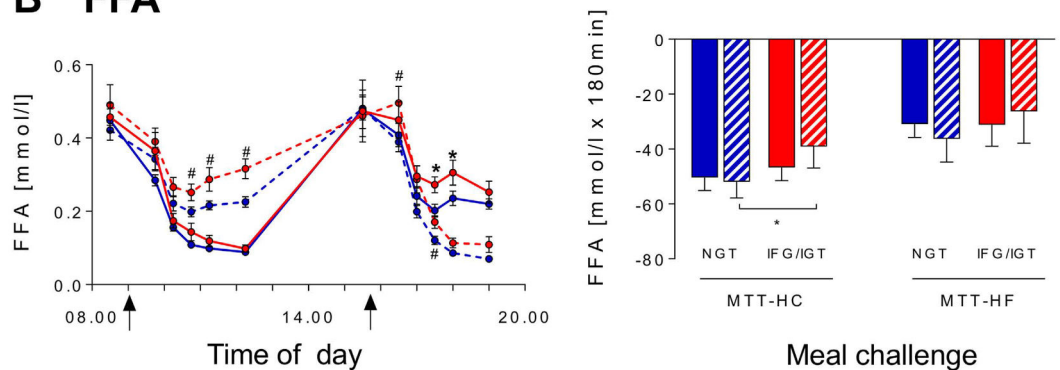 B FFA
FFA [mmol/l]
0.6
0.4
0.2
0.0
# # # # * * #
08.00 14.00 20.00
Time of day
FFA [mmol/l x 180min]
0
-20
-40
-60
-80
*
NGT IFG/IGT NGT IFG/IGT
MTT-HC MTT-HF
Meal challenge